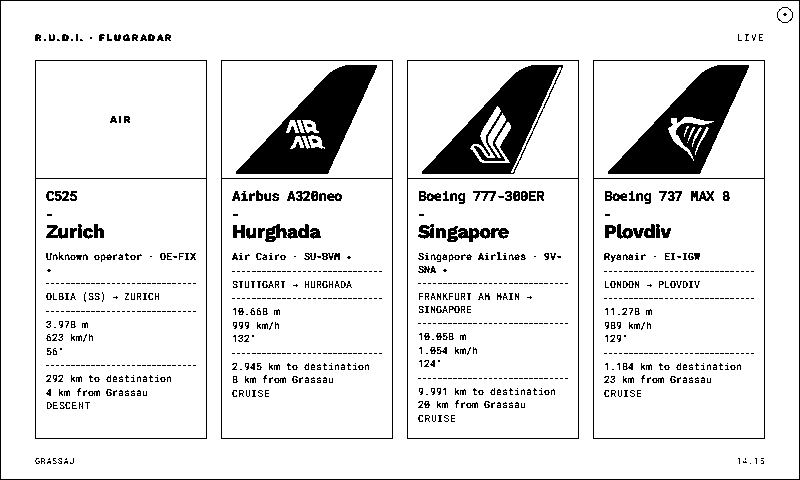 R.U.D.I. · FLUGRADAR
LIVE
AIR
C525
-
Zurich
Unknown operator · OE-FIX
✦
OLBIA (SS) → ZURICH
3.978 m
623 km/h
56°
292 km to destination
4 km from Grassau
DESCENT
AIR
AIR
Airbus A320neo
-
Hurghada
Air Cairo · SU-BVM ✦
STUTTGART → HURGHADA
10.668 m
999 km/h
132°
2.945 km to destination
8 km from Grassau
CRUISE
Boeing 777-300ER
-
Singapore
Singapore Airlines · 9V-
SNA ✦
FRANKFURT AM MAIN →
SINGAPORE
10.058 m
1.054 km/h
124°
9.991 km to destination
20 km from Grassau
CRUISE
Boeing 737 MAX 8
-
Plovdiv
Ryanair · EI-IGW
LONDON → PLOVDIV
11.278 m
989 km/h
129°
1.184 km to destination
23 km from Grassau
CRUISE
GRASSAU
14.15